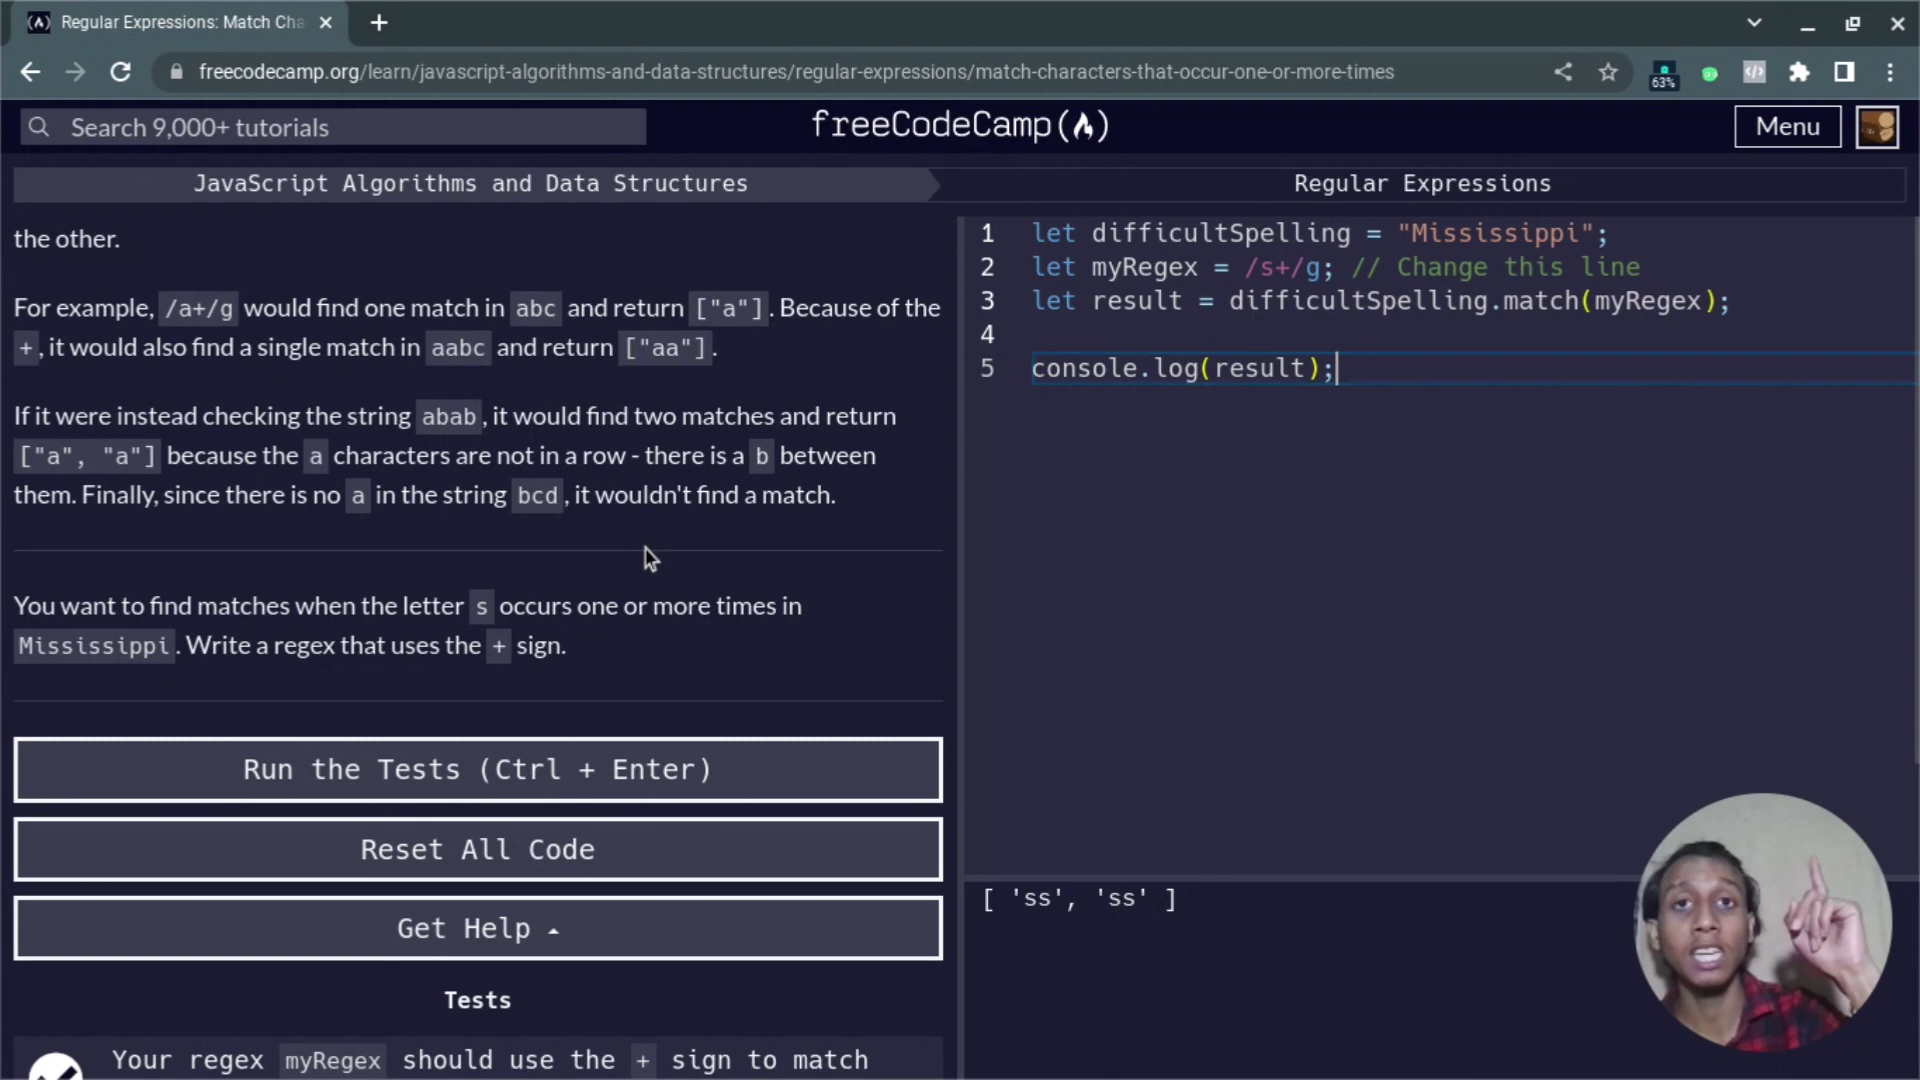 Regular Expressions: Match Cha
freecodecamp.org/learn/javascript-algorithms-and-data-structures/regular-expressions/match-characters-that-occur-one-or-more-times
63%
Search 9,000+ tutorials
freeCodeCamp
Menu
JavaScript Algorithms and Data Structures
Regular Expressions
the other.
For example, /a+/g would find one match in abc and return ["a"]. Because of the
+, it would also find a single match in aabc and return ["aa"].
If it were instead checking the string abab, it would find two matches and return
["a", "a"] because the a characters are not in a row - there is a b between
them. Finally, since there is no a in the string bcd, it wouldn't find a match.
You want to find matches when the letter s occurs one or more times in
Mississippi. Write a regex that uses the + sign.
Run the Tests (Ctrl + Enter)
Reset All Code
Get Help
Tests
Your regex myRegex should use the + sign to match
1 let difficultSpelling = "Mississippi";
2 let myRegex = /s+/g; // Change this line
3 let result = difficultSpelling.match(myRegex);
4
5 console.log(result);
[ 'ss', 'ss' ]